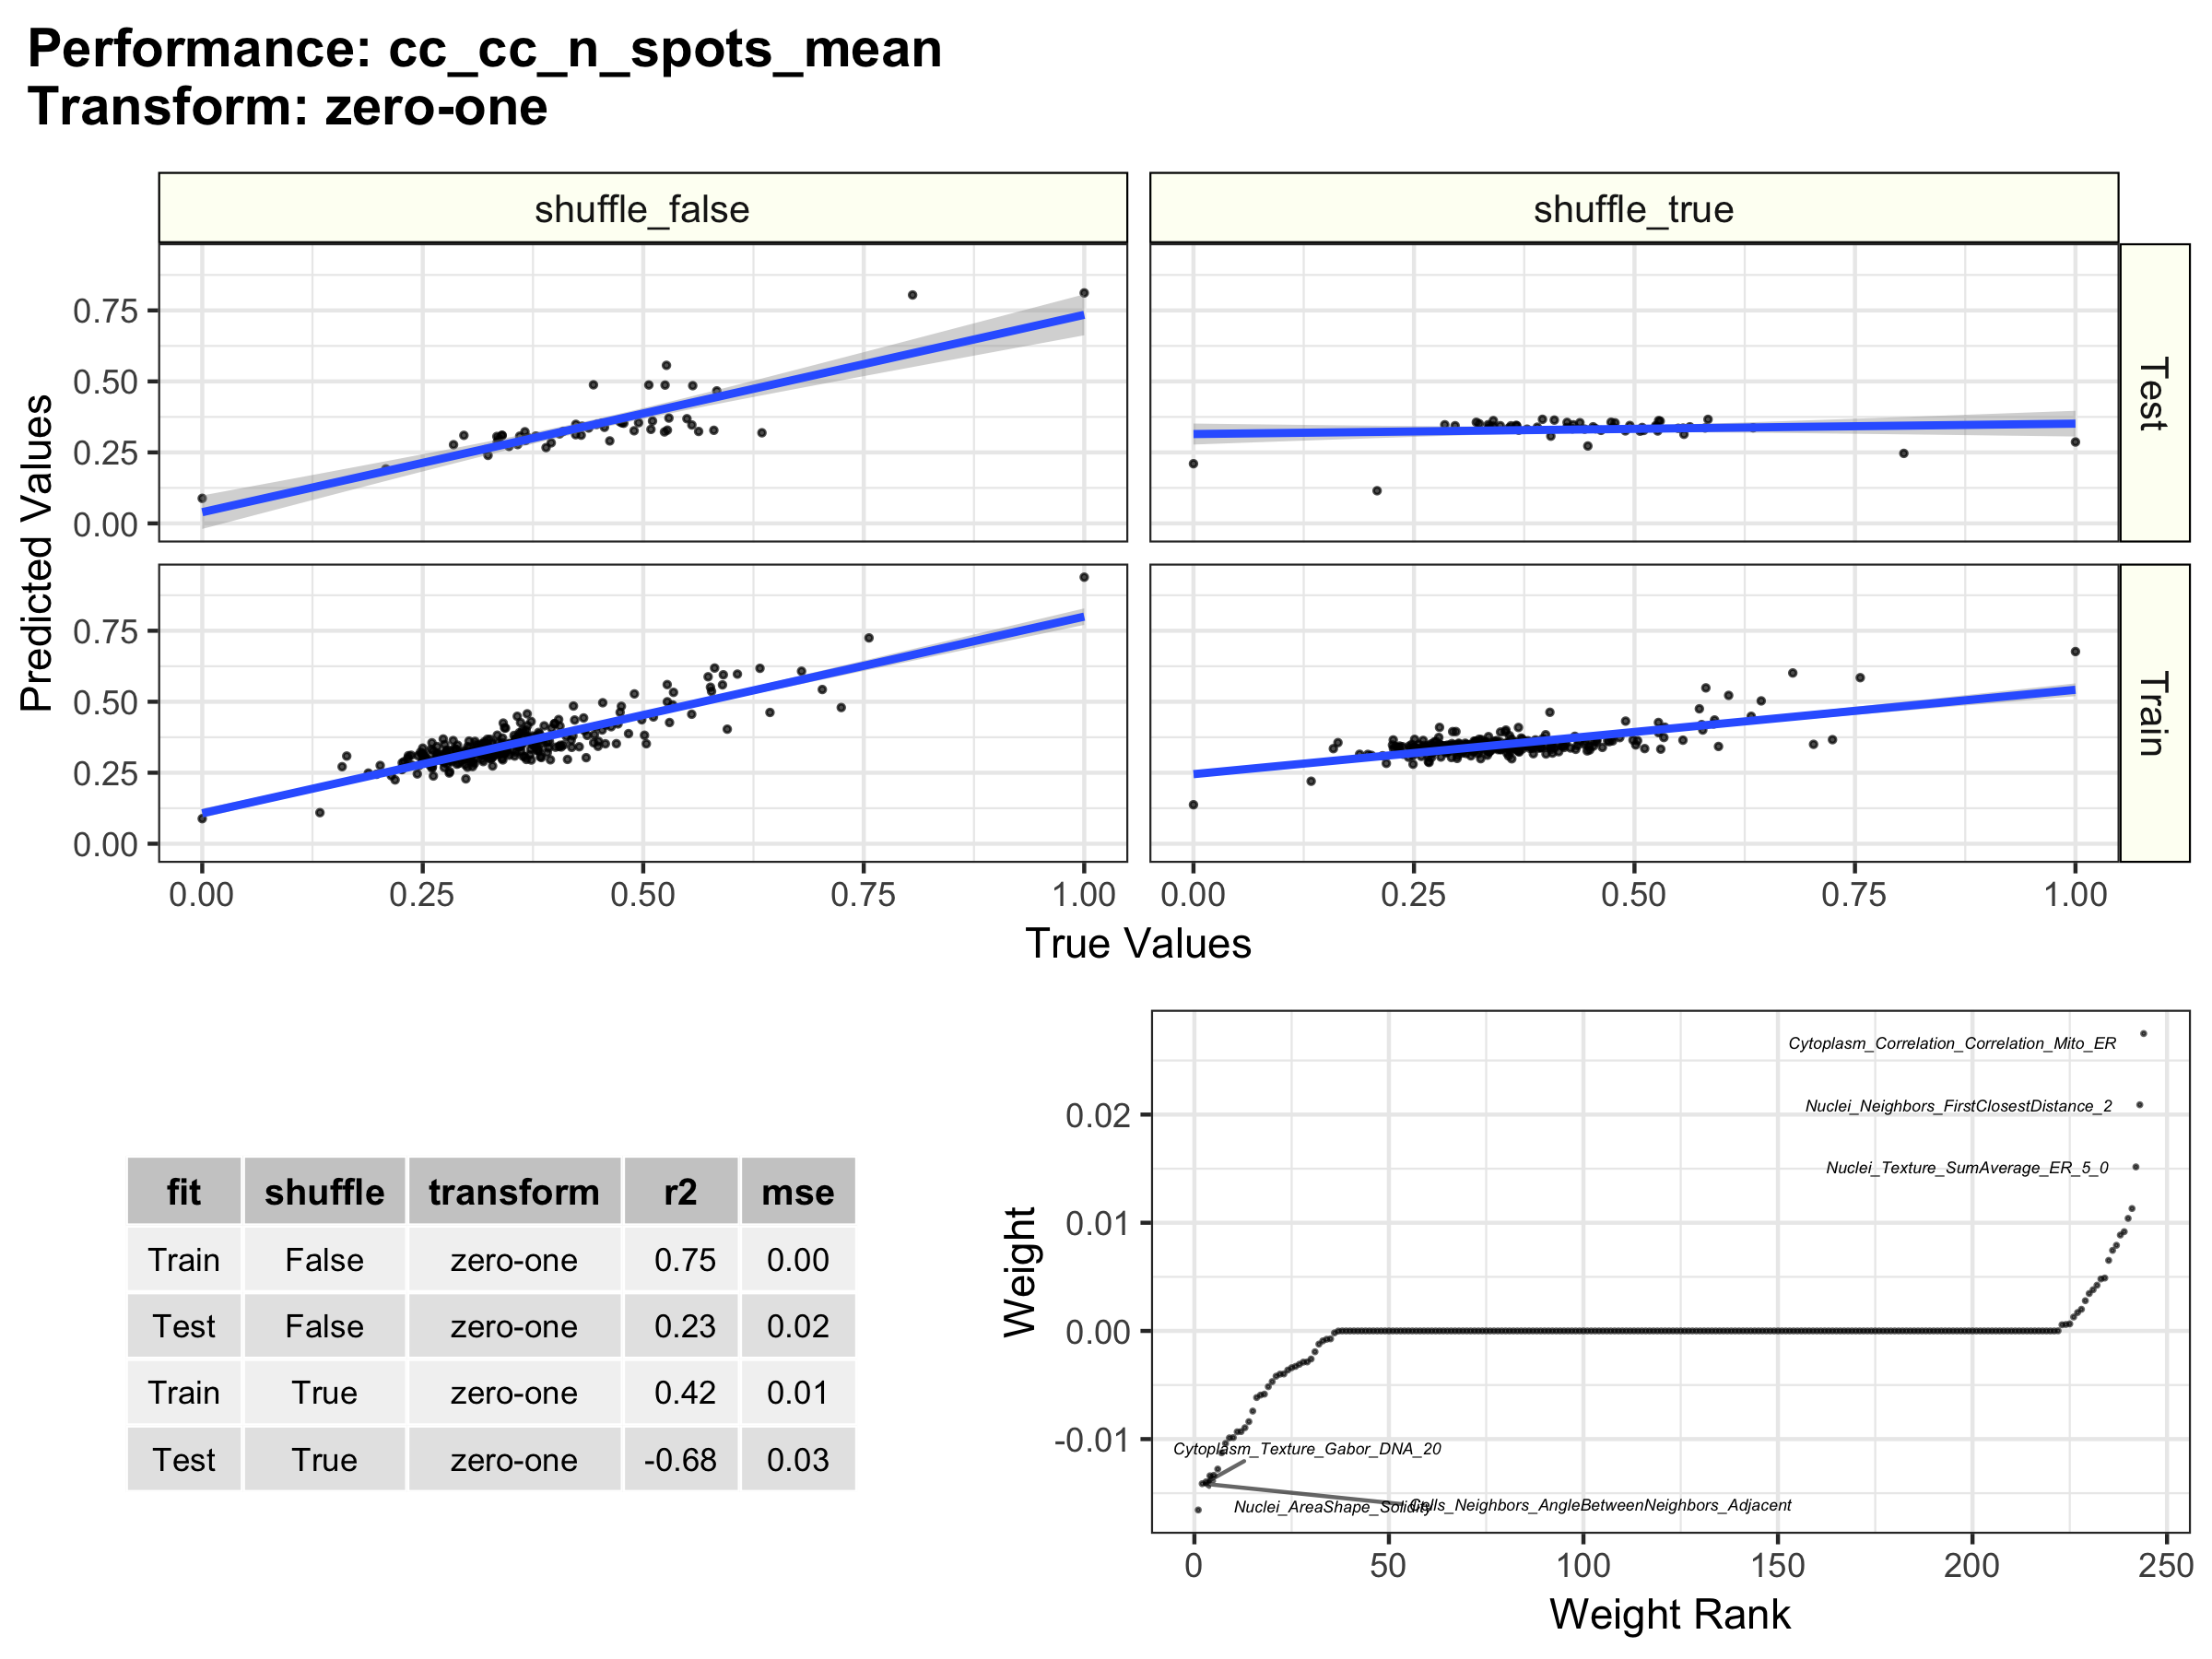 Performance: cc_cc_n_spots_mean
Transform: zero-one
shuffle_false
shuffle_true
Predicted Values
0.75
0.50
0.25
0.00
Test
0.75
0.50
0.25
0.00
Train
0.00 0.25 0.50 0.75 1.00
0.00 0.25 0.50 0.75 1.00
True Values
fit shuffle transform r2 mse
Train False zero-one 0.75 0.00
Test False zero-one 0.23 0.02
Train True zero-one 0.42 0.01
Test True zero-one -0.68 0.03
Weight
0.02
0.01
0.00
-0.01
Cytoplasm_Correlation_Correlation_Mito_ER
Nuclei_Neighbors_FirstClosestDistance_2
Nuclei_Texture_SumAverage_ER_5_0
Cytoplasm_Texture_Gabor_DNA_20
Nuclei_AreaShape_Solidity
Cells_Neighbors_AngleBetweenNeighbors_Adjacent
0 50 100 150 200 250
Weight Rank